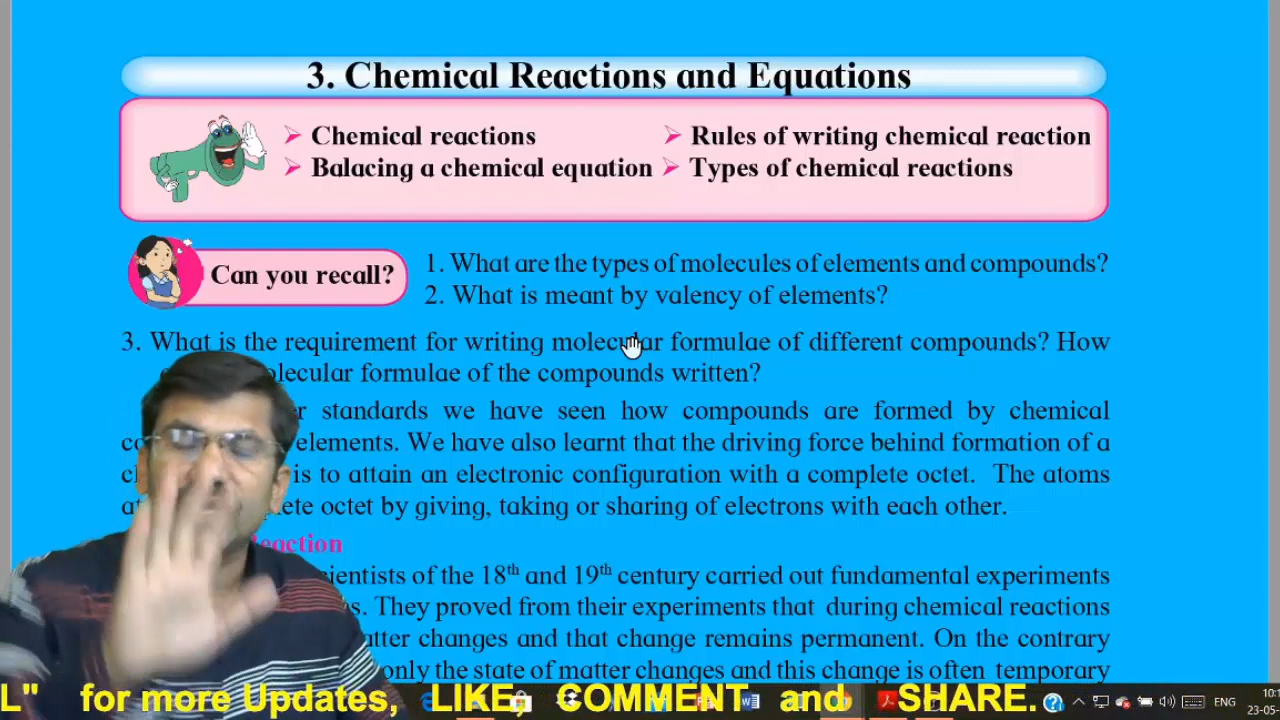 3. Chemical Reactions and Equations
Chemical reactions
Rules of writing chemical reaction
Balacing a chemical equation
Types of chemical reactions
Can you recall?
1. What are the types of molecules of elements and compounds?
2. What is meant by valency of elements?
3. What is the requirement for writing molecular formulae of different compounds? How
molecular formulae of the compounds written?
standards we have seen how compounds are formed by chemical
elements. We have also learnt that the driving force behind formation of a
is to attain an electronic configuration with a complete octet. The atoms
octet by giving, taking or sharing of electrons with each other.
Reaction
scientists of the 18th and 19th century carried out fundamental experiments
They proved from their experiments that during chemical reactions
matter changes and that change remains permanent. On the contrary
only the state of matter changes and this change is often temporary
L" for more Updates, LIKE, COMMENT and SHARE.
ENG
23-05-